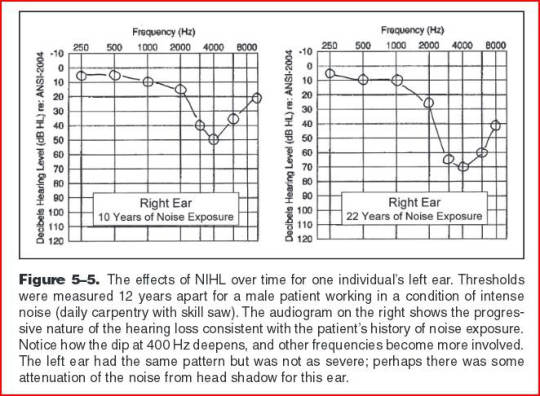 Frequency (Hz)
250 500 1000 2000 4000 8000
Decibels Hearing Level (dB HL) re: ANSI-2004
-10
0
10
20
30
40
50
60
70
80
90
100
110
120
Right Ear
10 Years of Noise Exposure
Frequency (Hz)
250 500 1000 2000 4000 8000
Decibels Hearing Level (dB HL) re: ANSI-2004
-10
0
10
20
30
40
50
60
70
80
90
100
110
120
Right Ear
22 Years of Noise Exposure
Figure 5–5. The effects of NIHL over time for one individual's left ear. Thresholds
were measured 12 years apart for a male patient working in a condition of intense
noise (daily carpentry with skill saw). The audiogram on the right shows the progres-
sive nature of the hearing loss consistent with the patient's history of noise exposure.
Notice how the dip at 400 Hz deepens, and other frequencies become more involved.
The left ear had the same pattern but was not as severe; perhaps there was some
attenuation of the noise from head shadow for this ear.